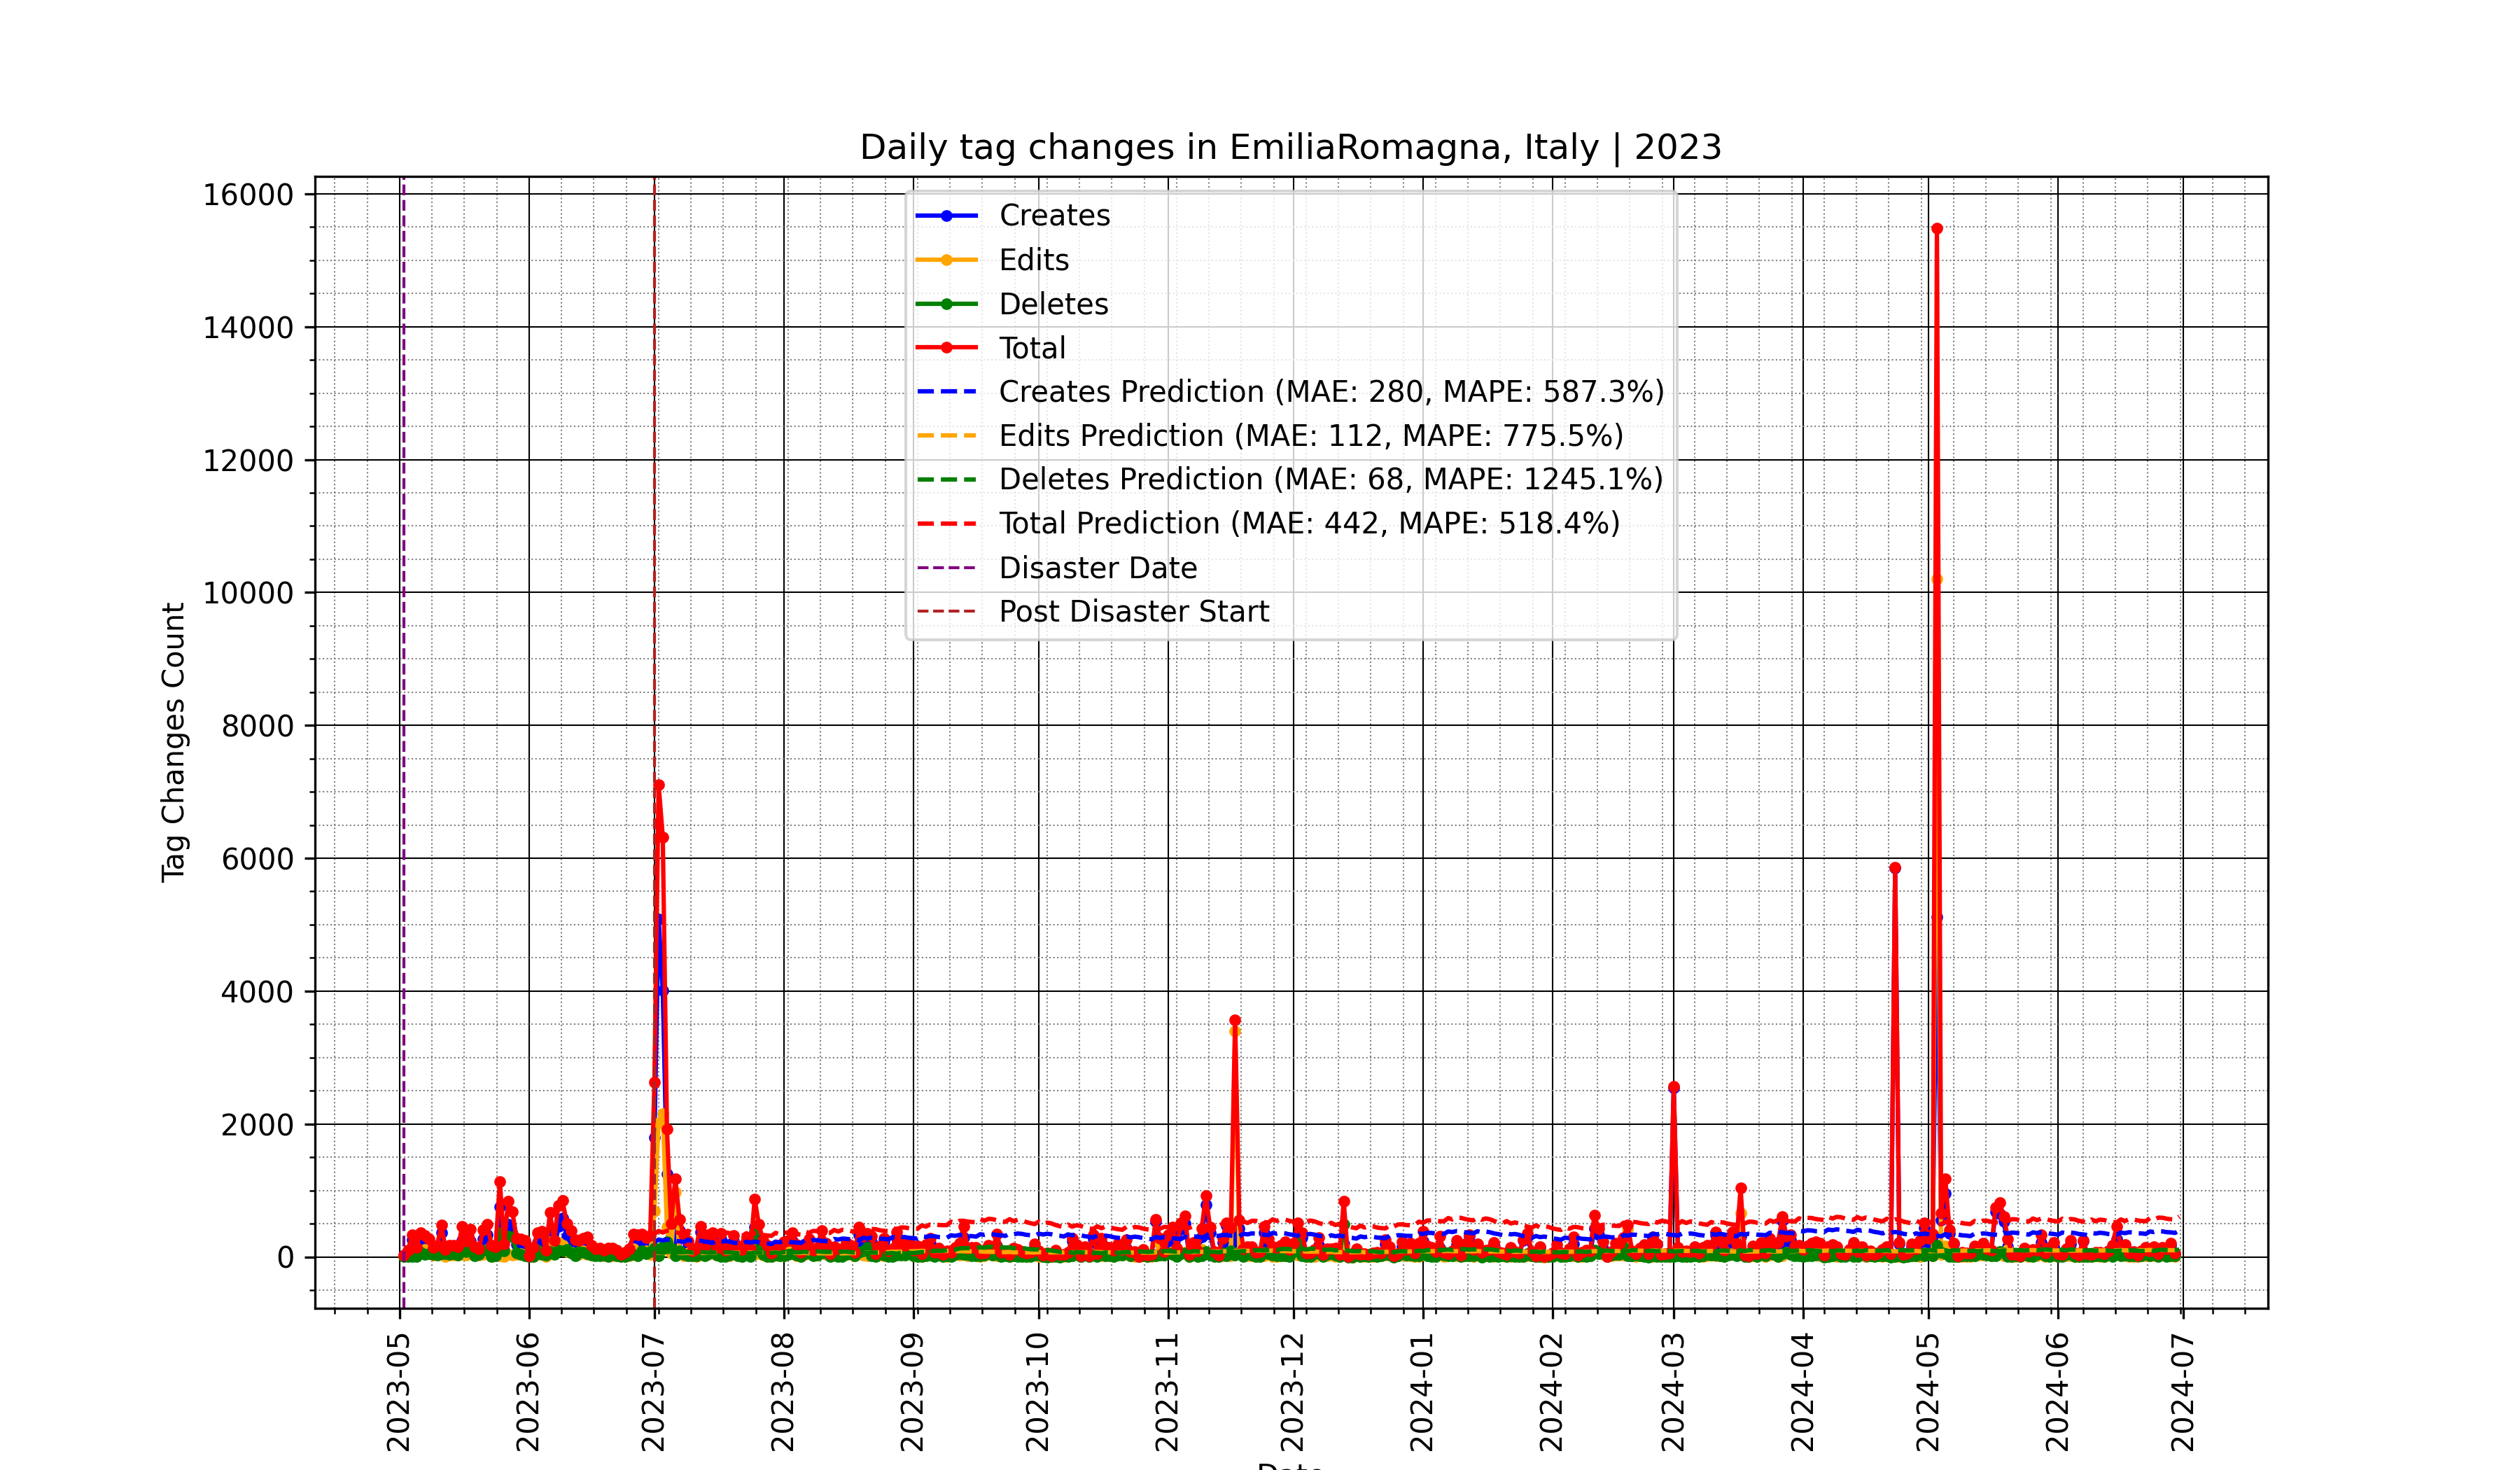 Daily tag changes in EmiliaRomagna, Italy | 2023
Tag Changes Count
16000
14000
12000
10000
8000
6000
4000
2000
0
Creates
Edits
Deletes
Total
Creates Prediction (MAE: 280, MAPE: 587.3%)
Edits Prediction (MAE: 112, MAPE: 775.5%)
Deletes Prediction (MAE: 68, MAPE: 1245.1%)
Total Prediction (MAE: 442, MAPE: 518.4%)
Disaster Date
Post Disaster Start
2023-05
2023-06
2023-07
2023-08
2023-09
2023-10
2023-11
2023-12
2024-01
2024-02
2024-03
2024-04
2024-05
2024-06
2024-07
Date